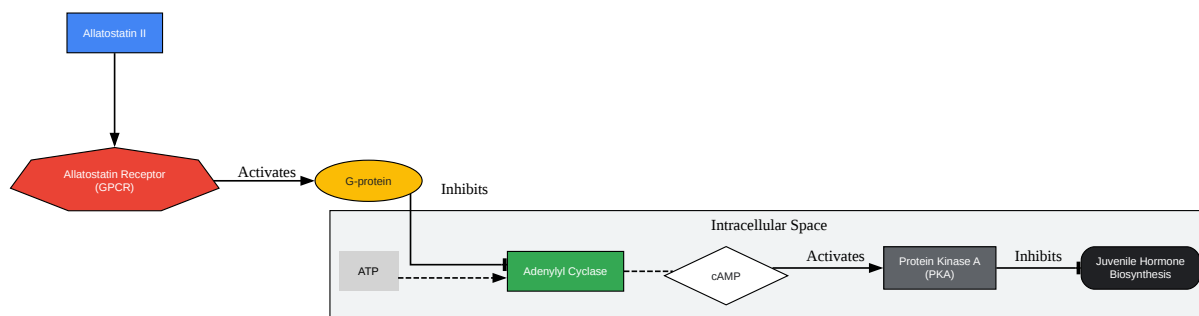 Allatostatin II
Allatostatin Receptor
(GPCR)
Activates
G-protein
Inhibits
Intracellular Space
ATP
Adenylyl Cyclase
cAMP
Activates
Protein Kinase A
(PKA)
Inhibits
Juvenile Hormone
Biosynthesis